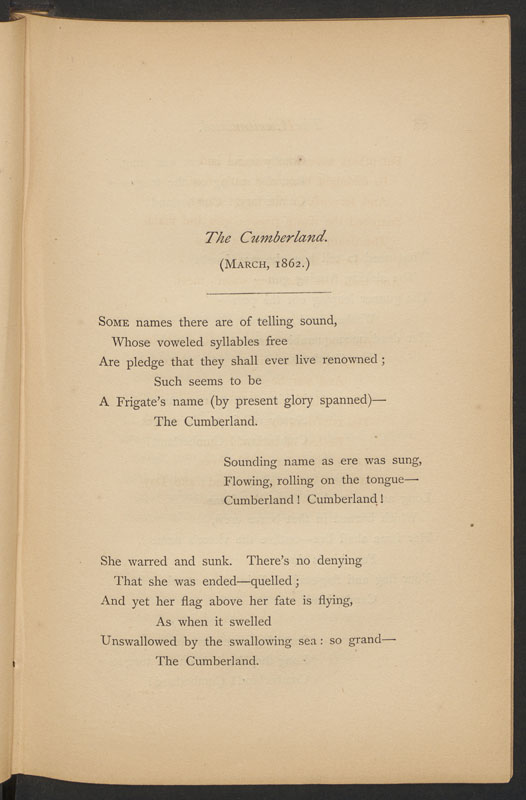 The Cumberland.
(March, 1862.)
Some names there are of telling sound,
Whose voweled syllables free
Are pledge that they shall ever live renowned;
Such seems to be
A Frigate's name (by present glory spanned)—
The Cumberland.
Sounding name as ere was sung,
Flowing, rolling on the tongue—
Cumberland! Cumberland!
She warred and sunk. There's no denying
That she was ended—quelled;
And yet her flag above her fate is flying,
As when it swelled
Unswallowed by the swallowing sea: so grand—
The Cumberland.